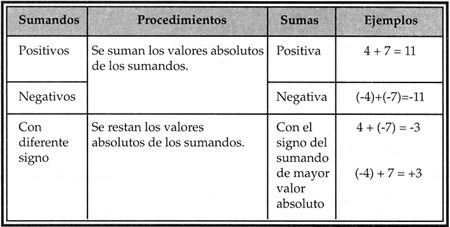 Sumandos Procedimientos Sumas Ejemplos
Positivos Se suman los valores absolutos Positiva 4 + 7 = 11
de los sumandos.
Negativos Negativa (-4)+(-7)=-11
Con Se restan los valores Con el 4 + (-7) = -3
diferente absolutos de los sumandos. signo del
signo sumando
de mayor (-4) + 7 = +3
valor
absoluto